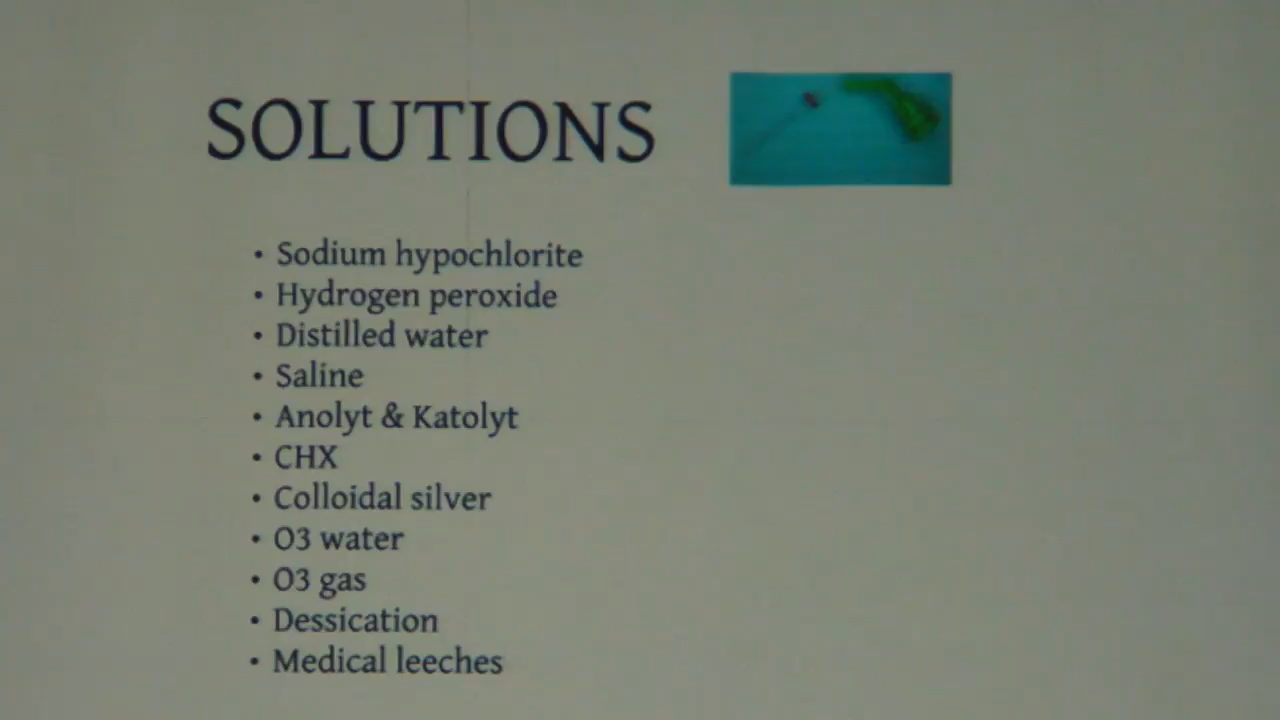 SOLUTIONS
• Sodium hypochlorite
• Hydrogen peroxide
• Distilled water
• Saline
• Anolyt & Katolyt
• CHX
• Colloidal silver
• O3 water
• O3 gas
• Dessication
• Medical leeches